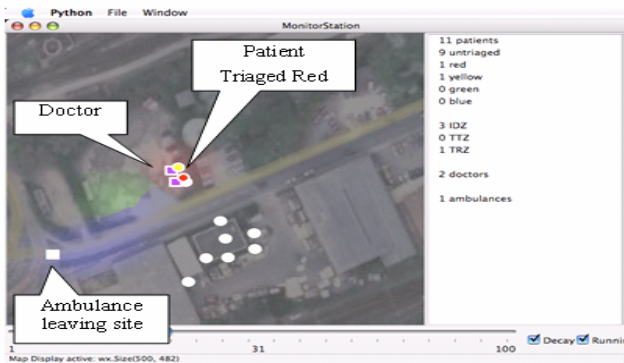 Python File Window
MonitorStation
Patient
Triaged Red
Doctor
Ambulance
leaving site
11 patients
9 untriaged
1 red
1 yellow
0 green
0 blue
3 IDZ
0 TTZ
1 TRZ
2 doctors
1 ambulances
1 31 100
Decay Runni
Map Display active: wx.Size(500, 482)